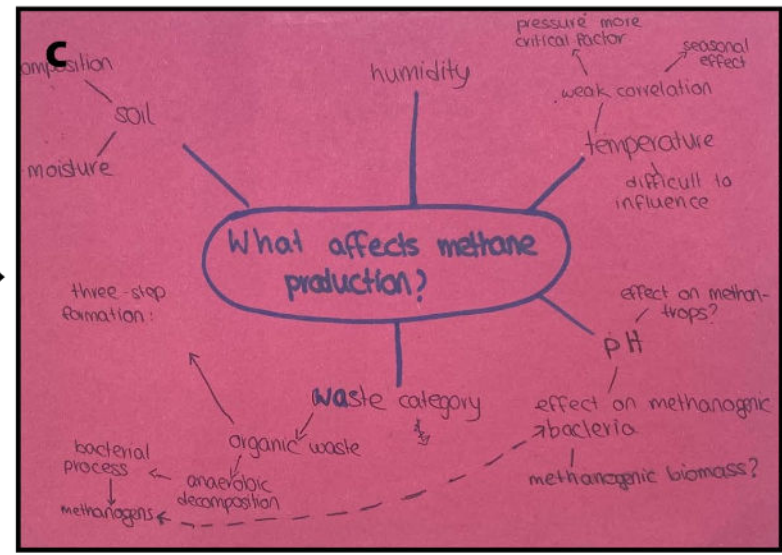 c
omposition
soil
moisture
humidity
pressure more
critical factor
seasonal
effect
weak correlation
temperature
difficult to
influence
What affects methane
production?
three-step
formation:
effect on methan-
trops?
pH
effect on methanogenic
bacteria
methanogenic biomass?
waste category
organic waste
anaerobic
decomposition
bacterial
process
methanogens